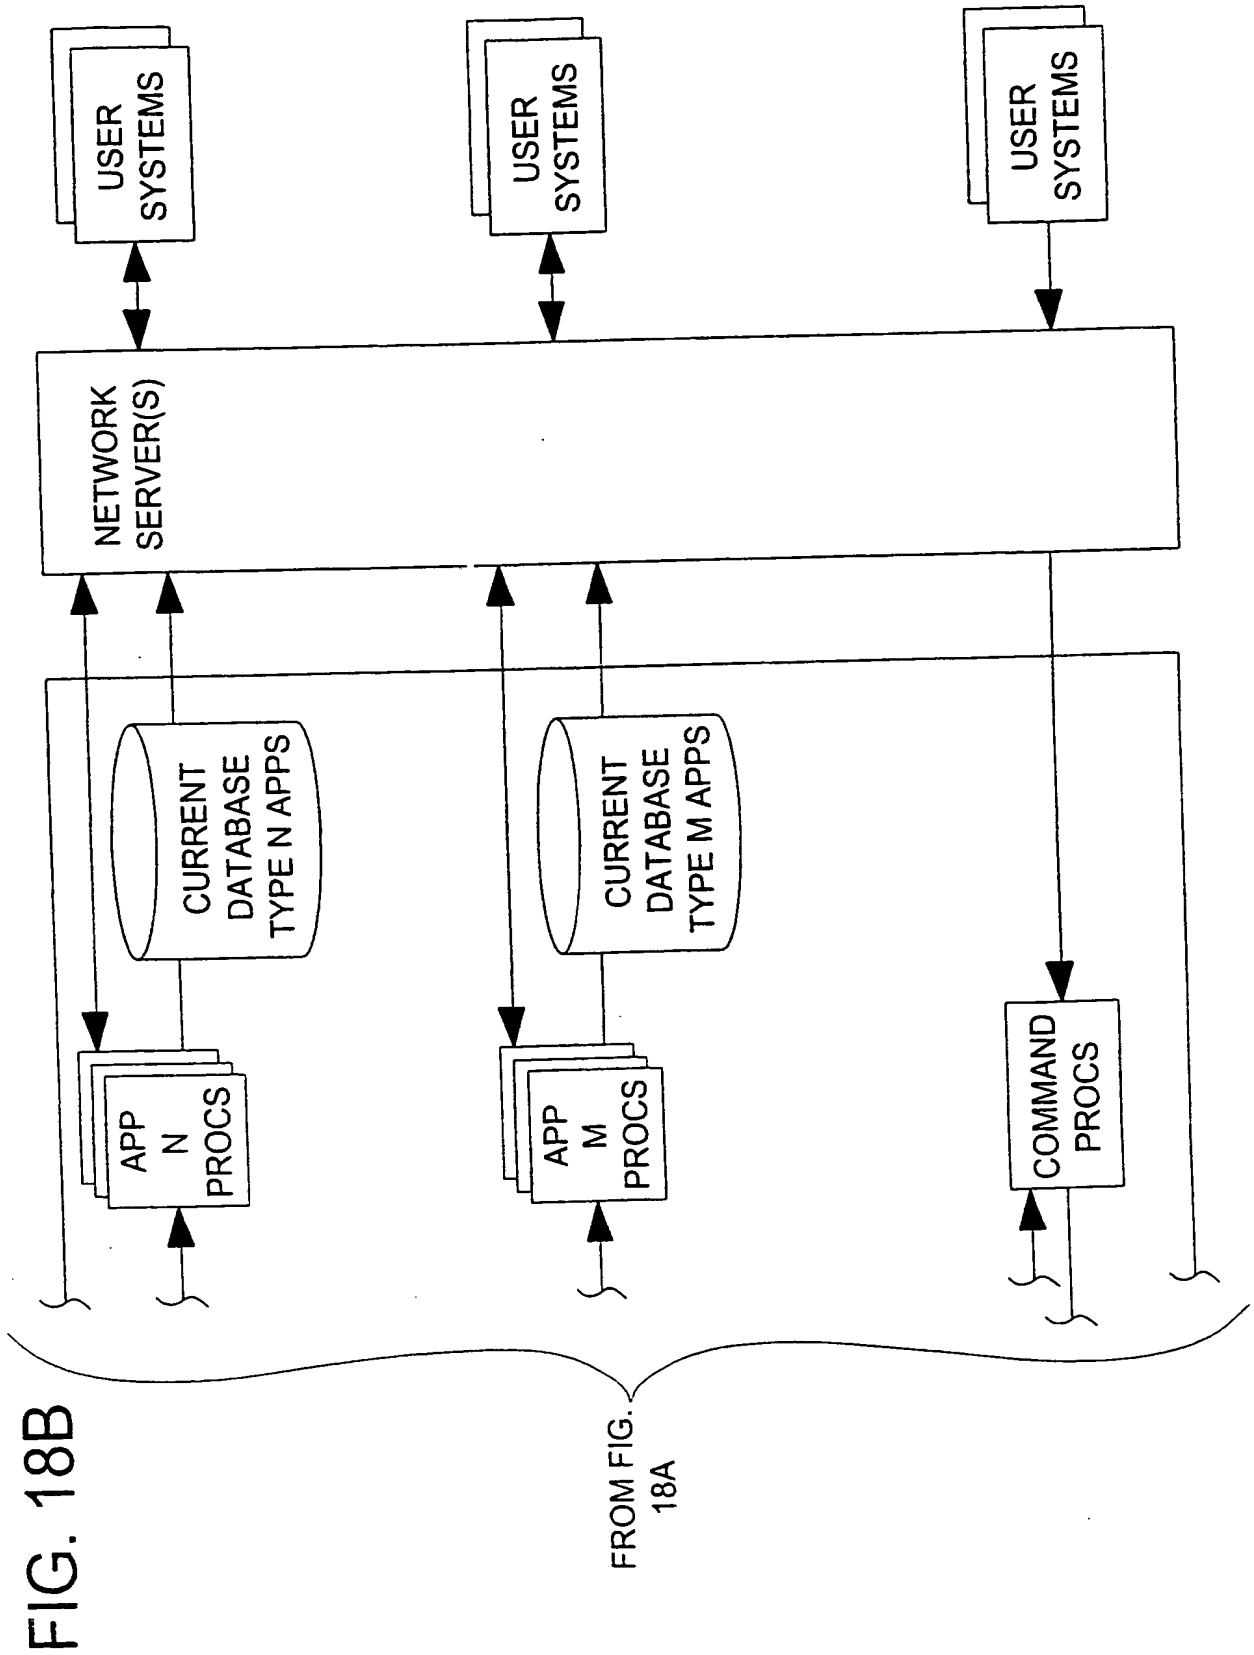 FIG. 18B
FROM FIG.
18A
APP
N
PROCS
CURRENT
DATABASE
TYPE N APPS
NETWORK
SERVER(S)
USER
SYSTEMS
APP
M
PROCS
CURRENT
DATABASE
TYPE M APPS
USER
SYSTEMS
COMMAND
PROCS
USER
SYSTEMS